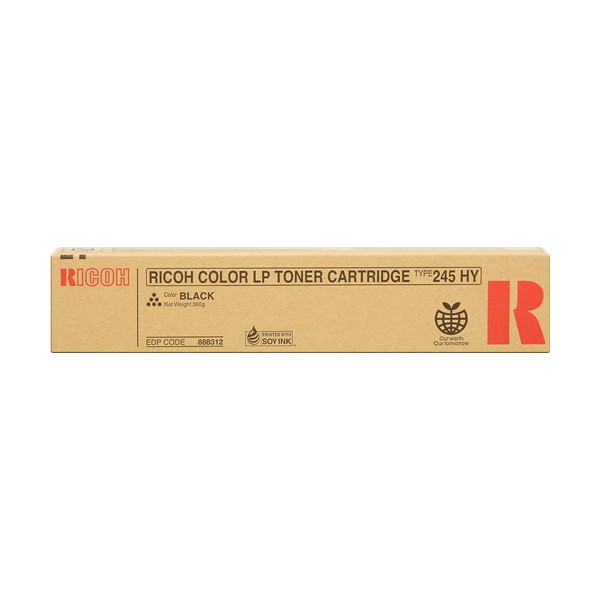 RICOH
RICOH COLOR LP TONER CARTRIDGE TYPE 245 HY
Color BLACK
Net Weight 360g
EDP CODE 888312
PRINTED WITH
SOY INK
Our earth
Our tomorrow
R